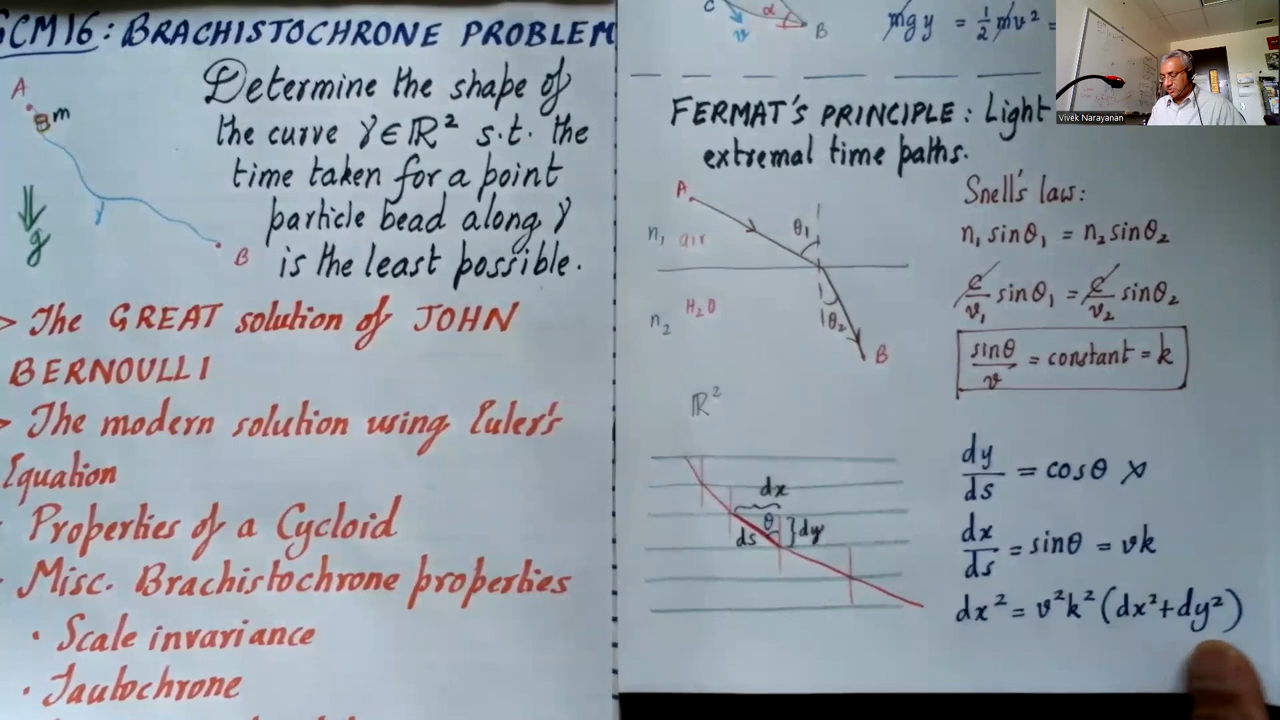 SCM16: BRACHISTOCHRONE PROBLEM
A
m
γ
g
B
Determine the shape of
the curve γ∈ℝ² s.t. the
time taken for a point
particle bead along γ
is the least possible.
> The GREAT solution of JOHN
BERNOULLI
> The modern solution using Euler's
Equation
Properties of a Cycloid
Misc. Brachistochrone properties
• Scale invariance
• Tautochrone
C
v
α
B
mgy = ½mv² =
FERMAT'S PRINCIPLE: Light
extremal time paths.
A
n₁ air
θ₁
n₂ H₂O
θ₂
B
Snell's law:
n₁ sinθ₁ = n₂ sinθ₂
c/v₁ sinθ₁ = c/v₂ sinθ₂
sinθ/v = constant = k
ℝ²
dx
θ
ds
}dy
dy/ds = cosθ
dx/ds = sinθ = vk
dx² = v²k²(dx²+dy²)
Vivek Narayanan